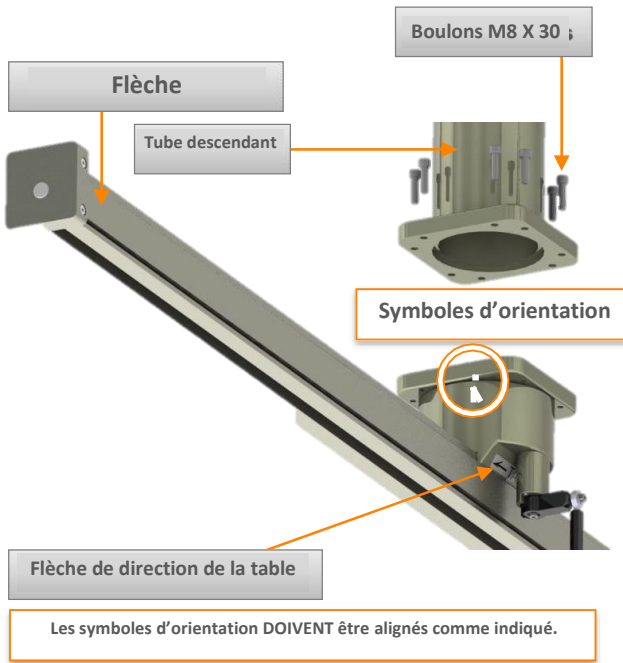 Boulons M8 X 30 s
Flèche
Tube descendant
Symboles d’orientation
Flèche de direction de la table
Les symboles d’orientation DOIVENT être alignés comme indiqué.